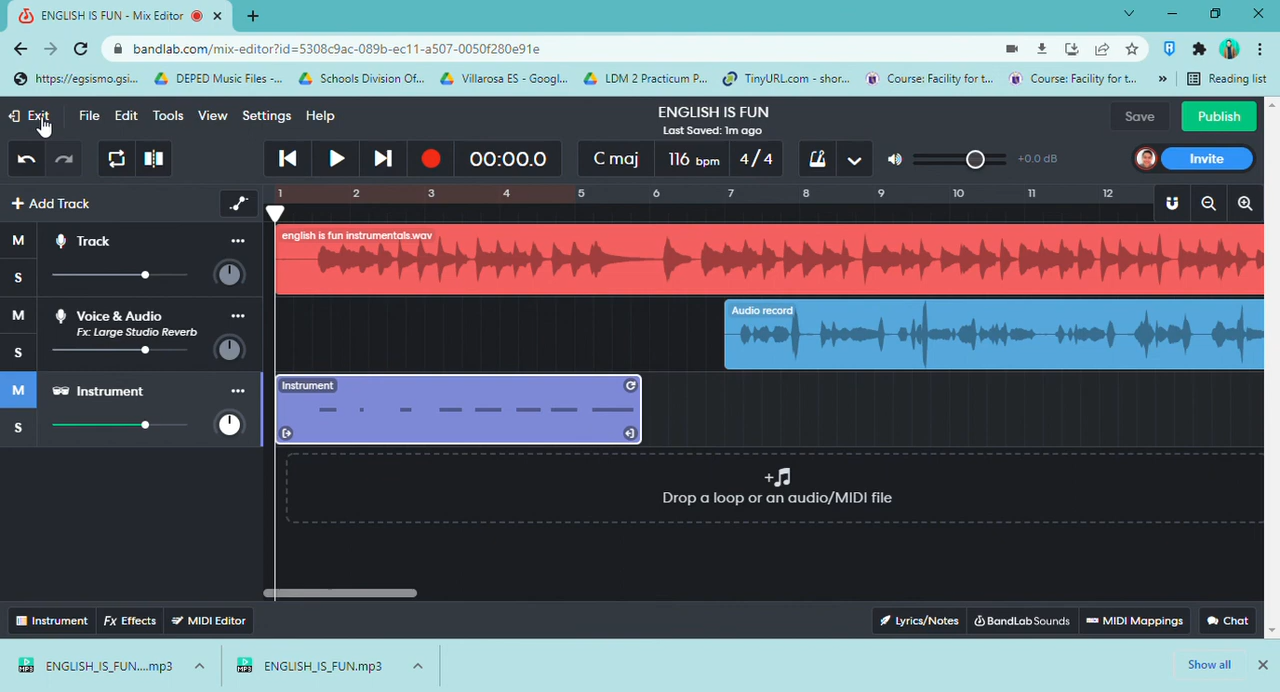 ENGLISH IS FUN - Mix Editor
bandlab.com/mix-editor?id=5308c9ac-089b-ec11-a507-0050f280e91e
https://egsismo.gsi... DEPED Music Files -... Schools Division Of... Villarosa ES - Googl... LDM 2 Practicum P... TinyURL.com - shor... Course: Facility for t... Course: Facility for t... » Reading list
Exit File Edit Tools View Settings Help ENGLISH IS FUN Save Publish
Last Saved: 1m ago
00:00.0 C maj 116 bpm 4/4 +0.0 dB Invite
+ Add Track 1 2 3 4 5 6 7 8 9 10 11 12
M Track english is fun instrumentals.wav
S
M Voice & Audio Audio record
Fx: Large Studio Reverb
S
M Instrument Instrument
S
Drop a loop or an audio/MIDI file
Instrument Fx Effects MIDI Editor Lyrics/Notes BandLab Sounds MIDI Mappings Chat
MP3 ENGLISH_IS_FUN....mp3 MP3 ENGLISH_IS_FUN.mp3 Show all